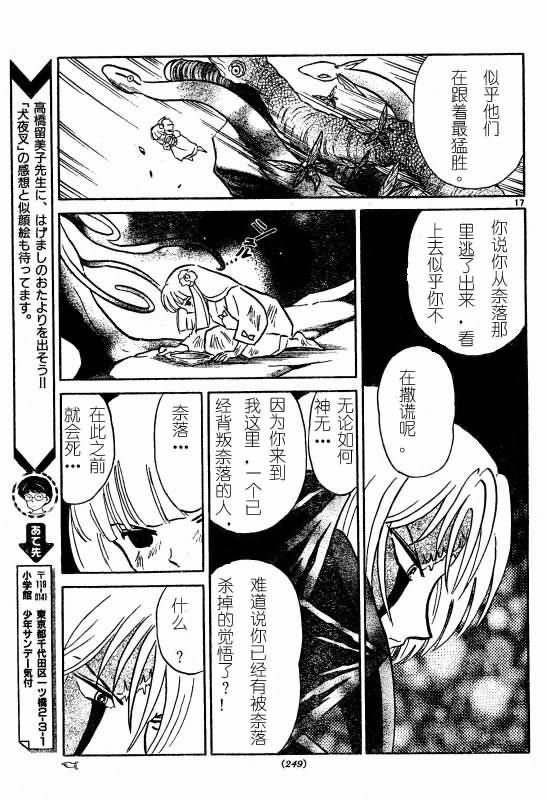 似乎他们
在跟着最猛胜。
17
你说你从奈落那
里逃了出来．看
上去似乎你不
在撒谎呢。
无论如何
神无…
因为你来到
我这里．一个已
经背叛奈落的人．
难道说你已经有被奈落
杀掉的觉悟了？！
奈落…
在此之前
就会死…
什么？
(249)
高橋留美子先生に、はげましのおたよりを出そう!!
「犬夜叉」の感想と似顔絵も待ってます。
あて先
〒119
0141
東京都千代田区一ツ橋2-3-1
小学館 少年サンデー気付